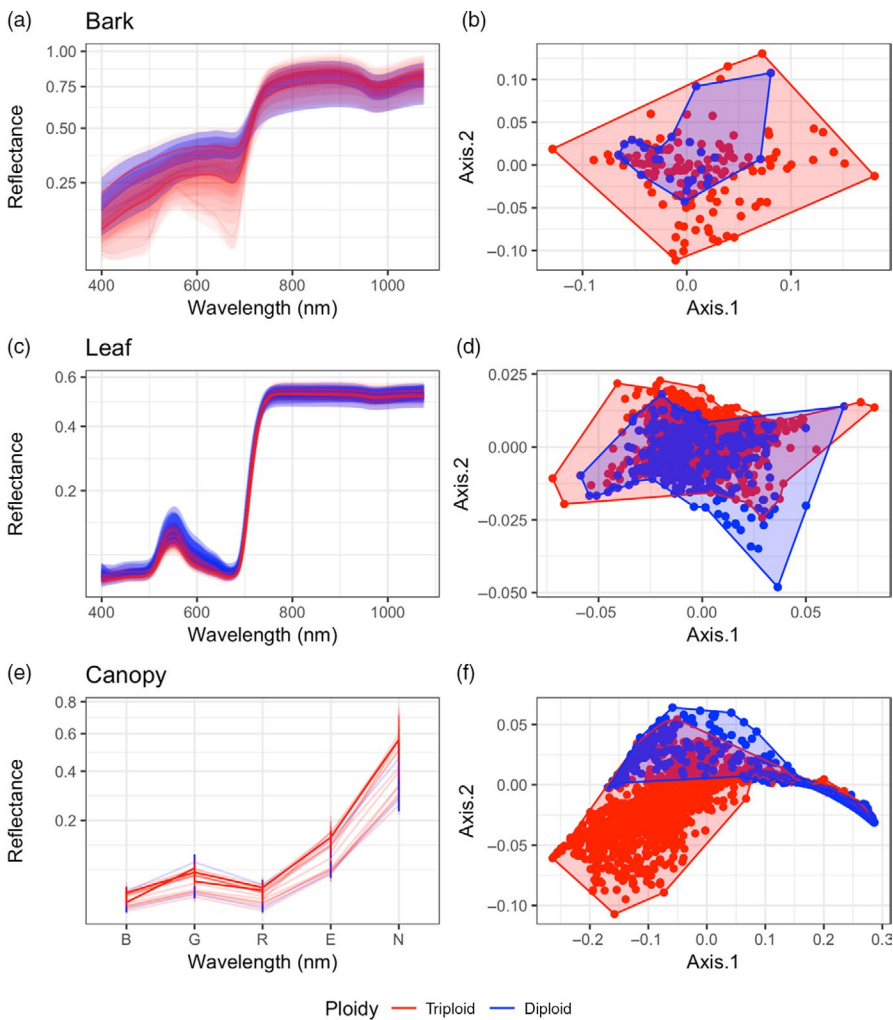 (a) Bark
Reflectance
1.00
0.75
0.50
0.25
400 600 800 1000
Wavelength (nm)
(b)
Axis.2
0.10
0.05
0.00
−0.05
−0.10
−0.1 0.0 0.1
Axis.1
(c) Leaf
Reflectance
0.6
0.4
0.2
400 600 800 1000
Wavelength (nm)
(d)
Axis.2
0.025
0.000
−0.025
−0.050
−0.05 0.00 0.05
Axis.1
(e) Canopy
Reflectance
0.8
0.6
0.4
0.2
B G R E N
Wavelength (nm)
(f)
Axis.2
0.05
0.00
−0.05
−0.10
−0.2 −0.1 0.0 0.1 0.2 0.3
Axis.1
Ploidy Triploid Diploid